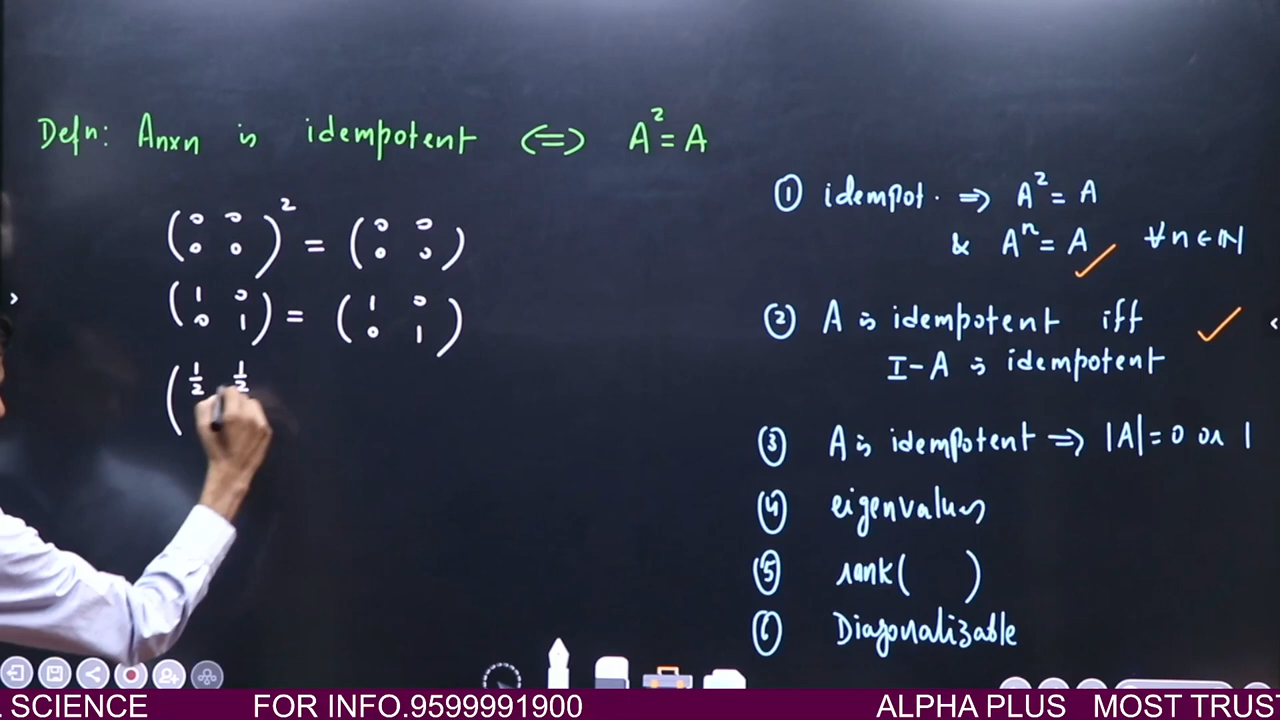 Defn: Anxn is idempotent <=> A² = A
(0 0 0 0)² = (0 0 0 0)
(1 0 0 1) = (1 0 0 1)
(1/2 1/2
① idempot. => A² = A
& Aⁿ = A ∀n∈ℕ
② A is idempotent iff
I-A is idempotent
③ A is idempotent => |A| = 0 or 1
④ eigenvalues
⑤ rank( )
⑥ Diagonalizable
SCIENCE FOR INFO.9599991900 ALPHA PLUS MOST